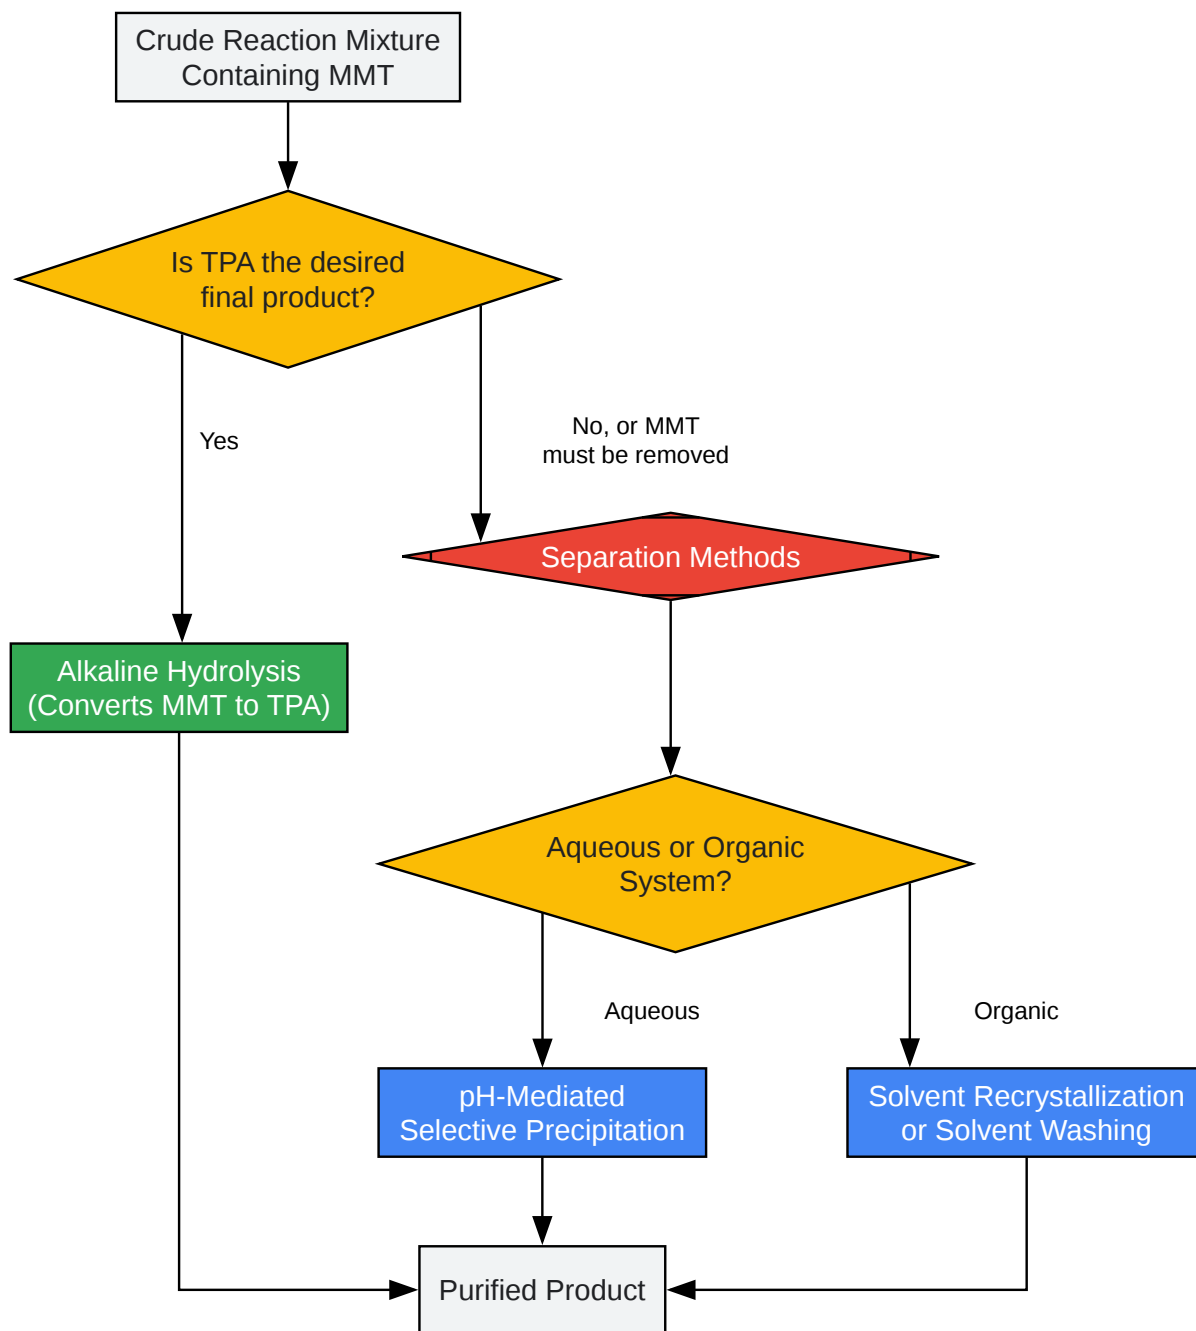 Crude Reaction Mixture
Containing MMT
Is TPA the desired
final product?
Yes
No, or MMT
must be removed
Separation Methods
Alkaline Hydrolysis
(Converts MMT to TPA)
Aqueous or Organic
System?
Aqueous
Organic
pH-Mediated
Selective Precipitation
Solvent Recrystallization
or Solvent Washing
Purified Product